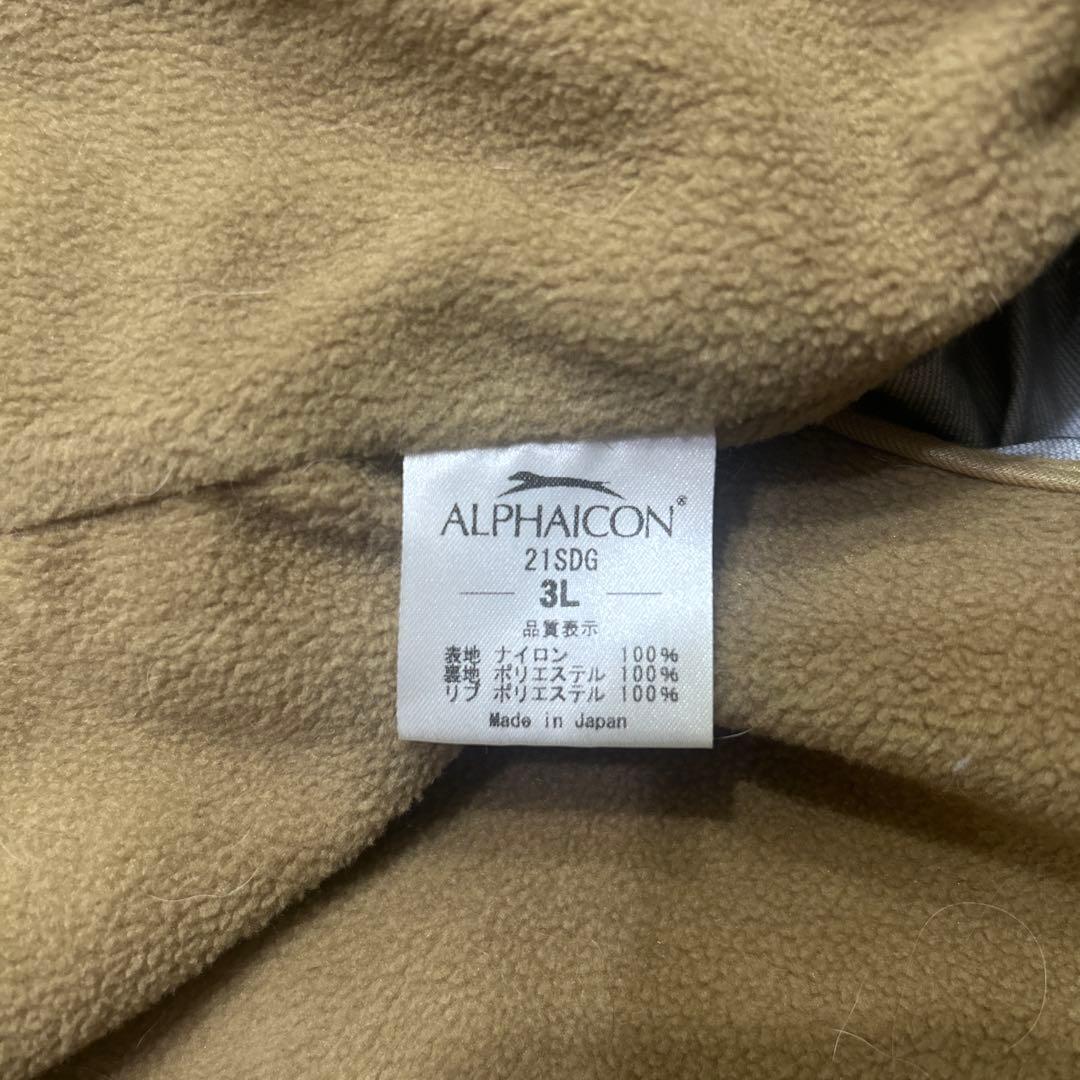 ALPHAICON®
21SDG
3L
品質表示
表地 ナイロン 100%
裏地 ポリエステル 100%
リブ ポリエステル 100%
Made in Japan